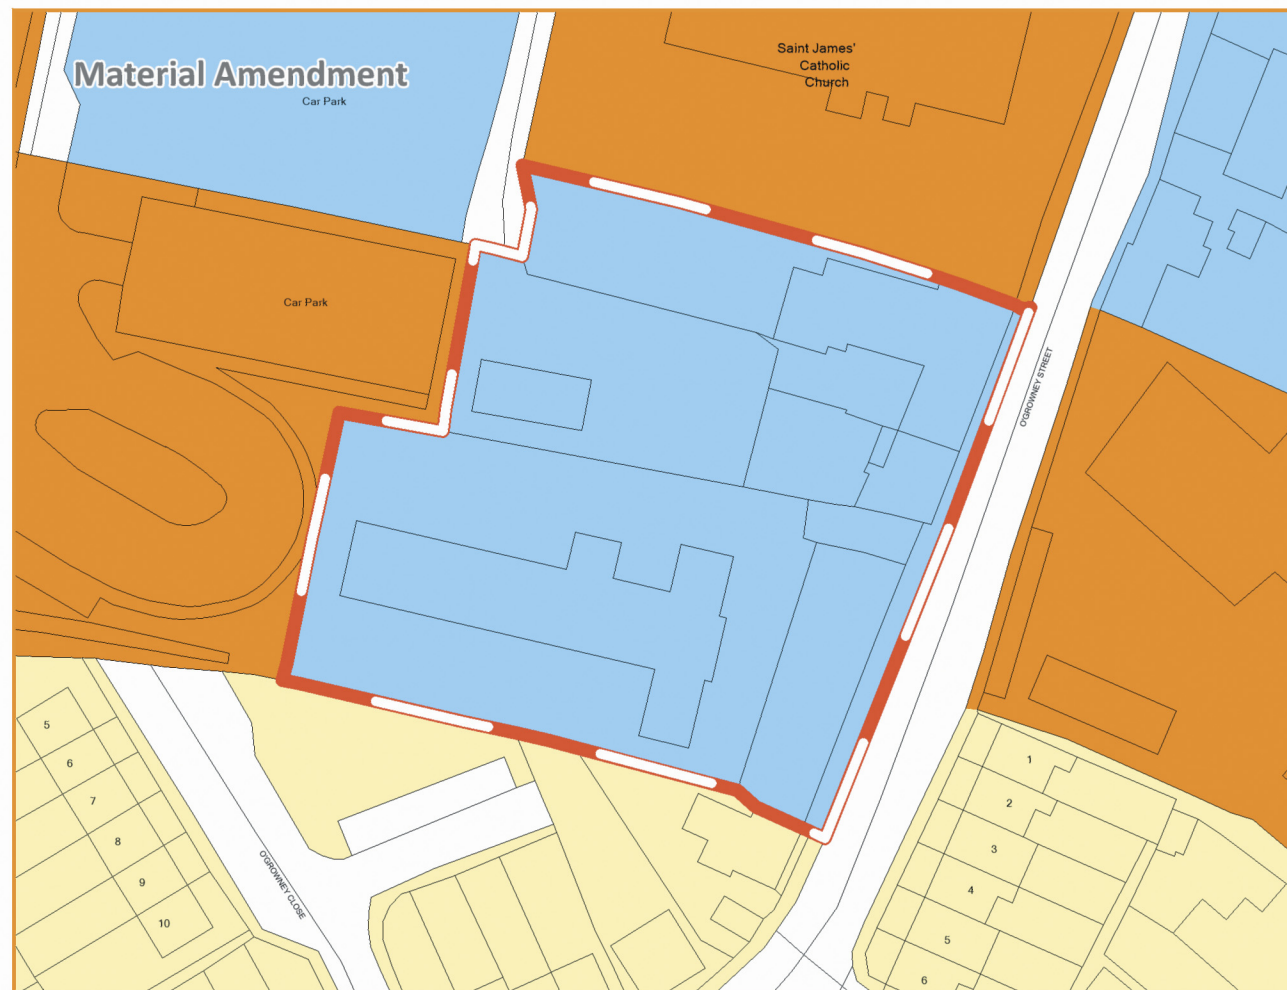 Material Amendment
Car Park
Saint James'
Catholic
Church
Car Park
O'GROWNEY STREET
5
6
7
8
9
10
O'GROWNEY CLOSE
1
2
3
4
5
6